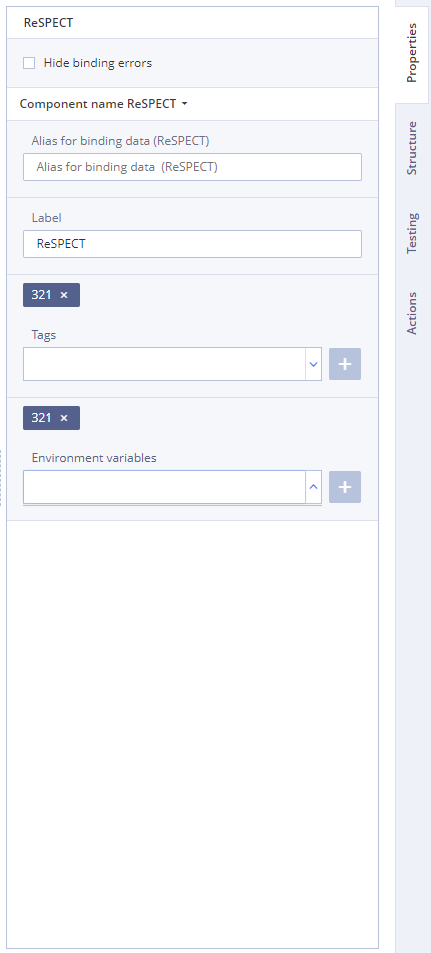 ReSPECT
Hide binding errors
Component name ReSPECT
Alias for binding data (ReSPECT)
Alias for binding data (ReSPECT)
Label
ReSPECT
321 ×
Tags
+
321 ×
Environment variables
+
Properties
Structure
Testing
Actions